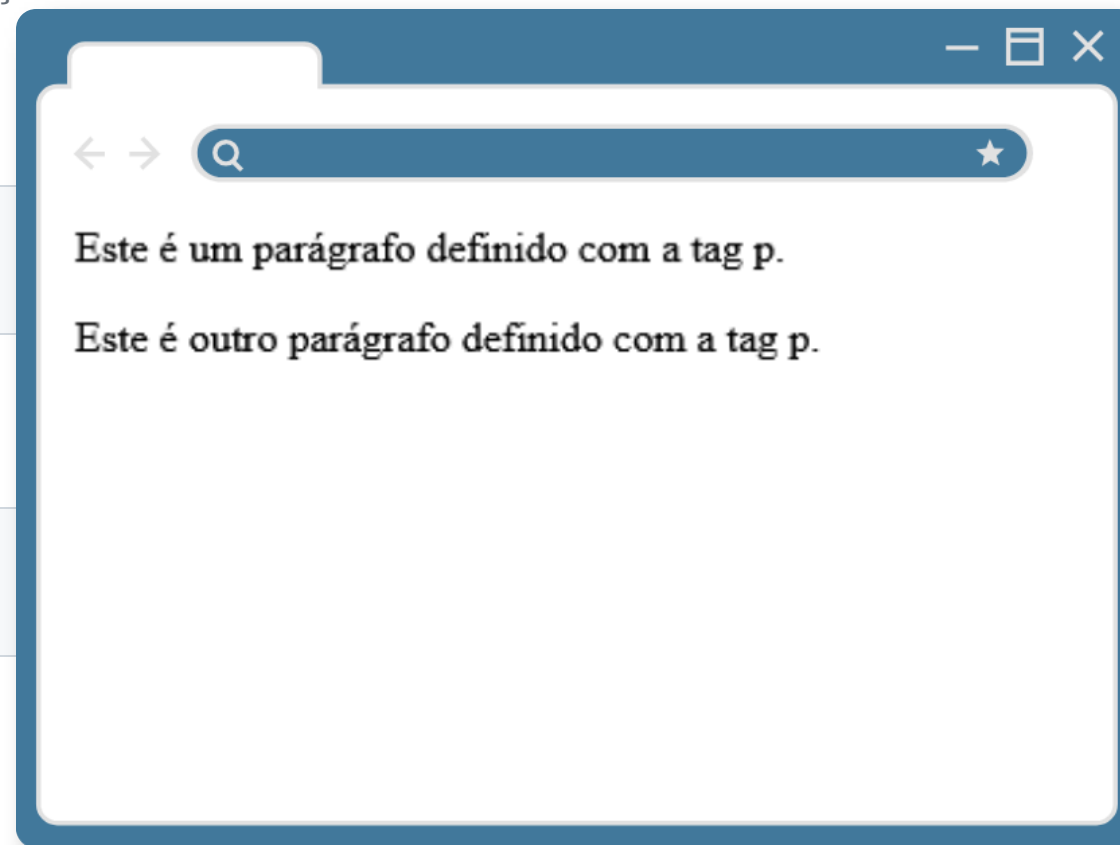 Este é um parágrafo definido com a tag p.
Este é outro parágrafo definido com a tag p.